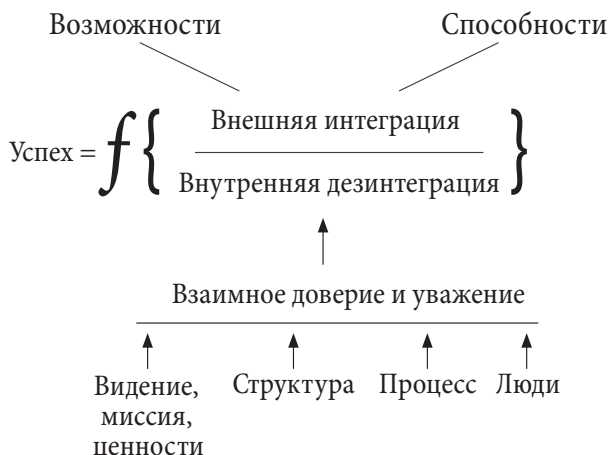 Возможности Способности
Успех = f { Внешняя интеграция
Внутренняя дезинтеграция }
Взаимное доверие и уважение
Видение, Структура Процесс Люди
миссия,
ценности